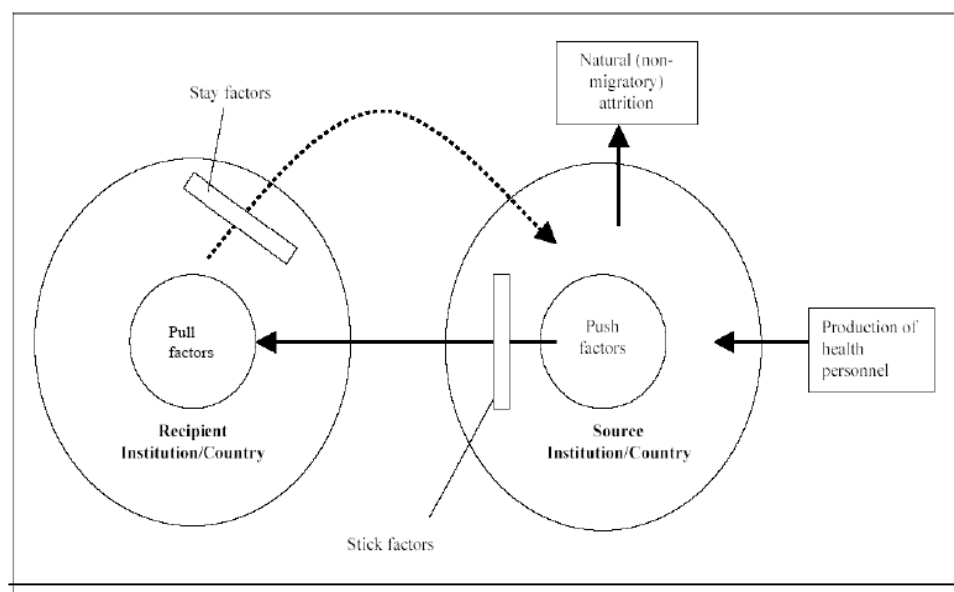 Natural (non-
migratory)
attrition
Stay factors
Pull
factors
Push
factors
Production of
health
personnel
Recipient
Institution/Country
Source
Institution/Country
Stick factors